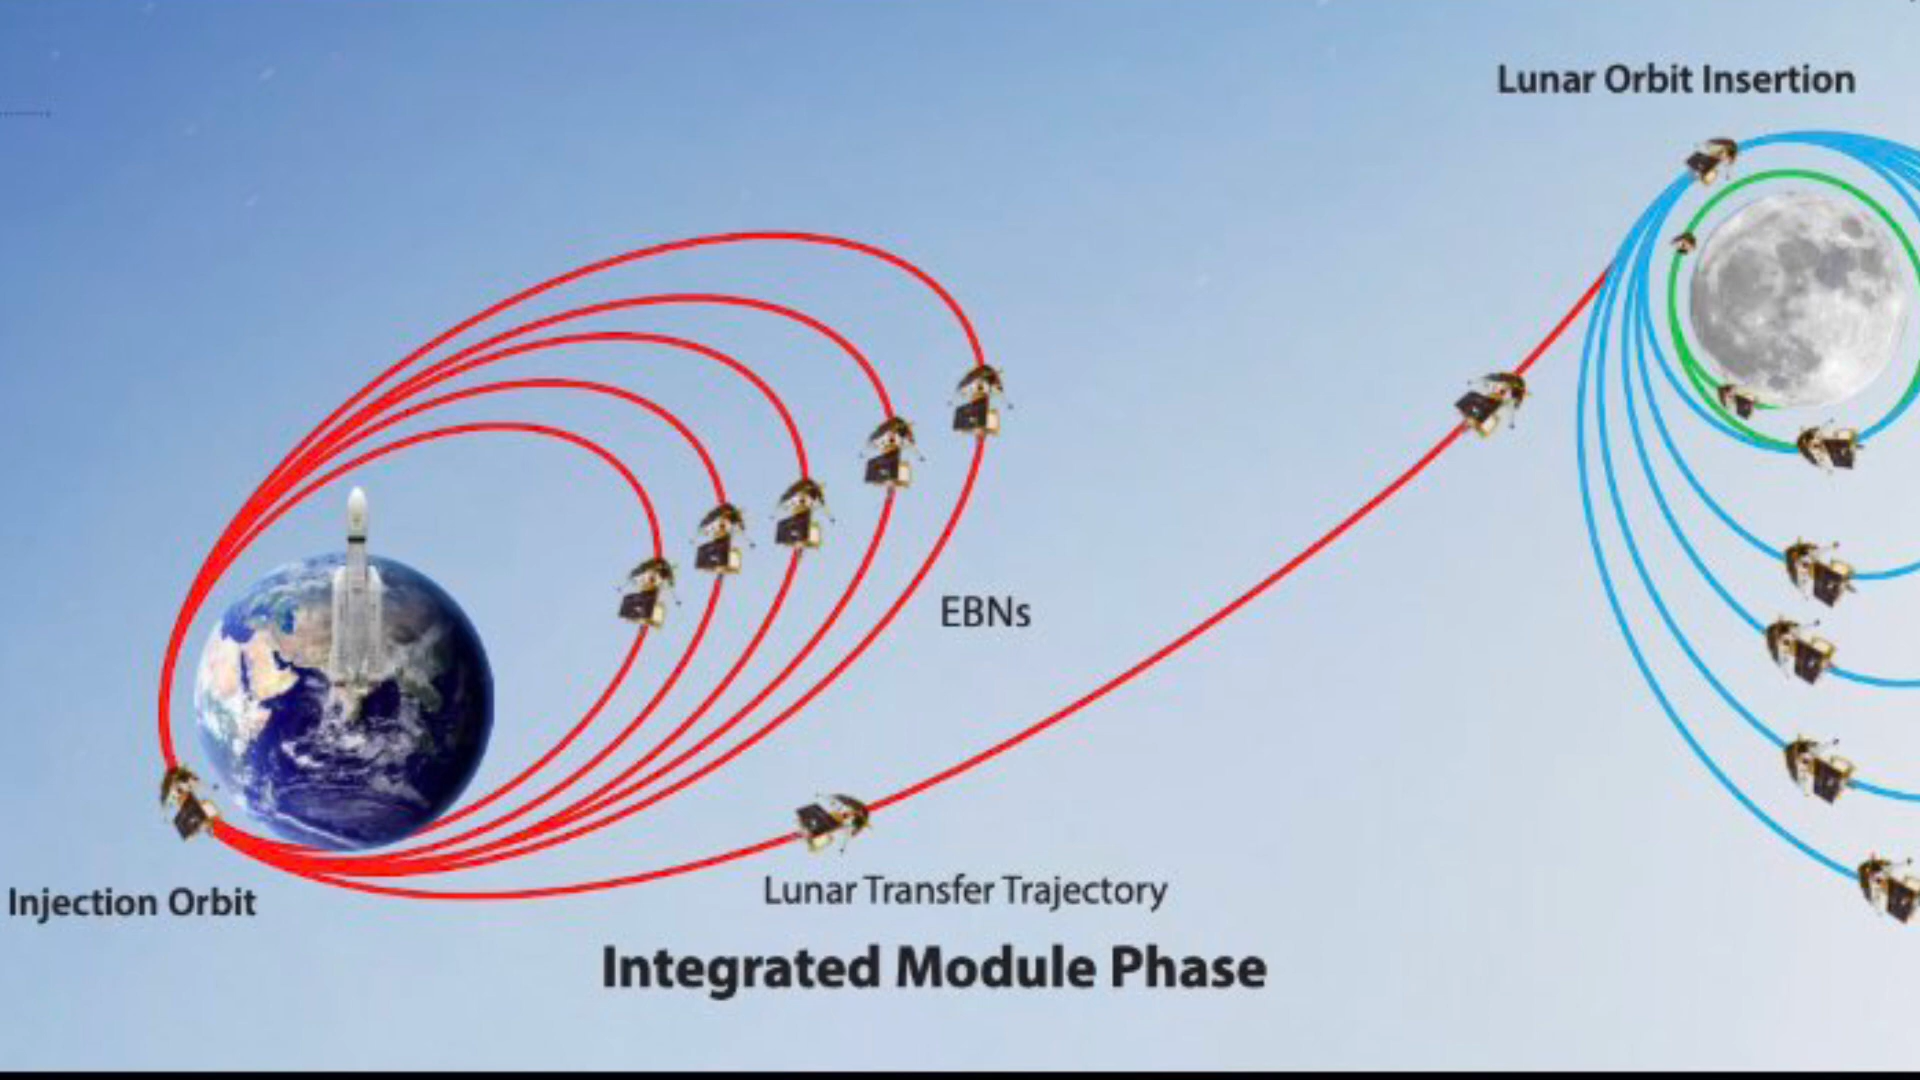 Lunar Orbit Insertion
EBNs
Injection Orbit
Lunar Transfer Trajectory
Integrated Module Phase